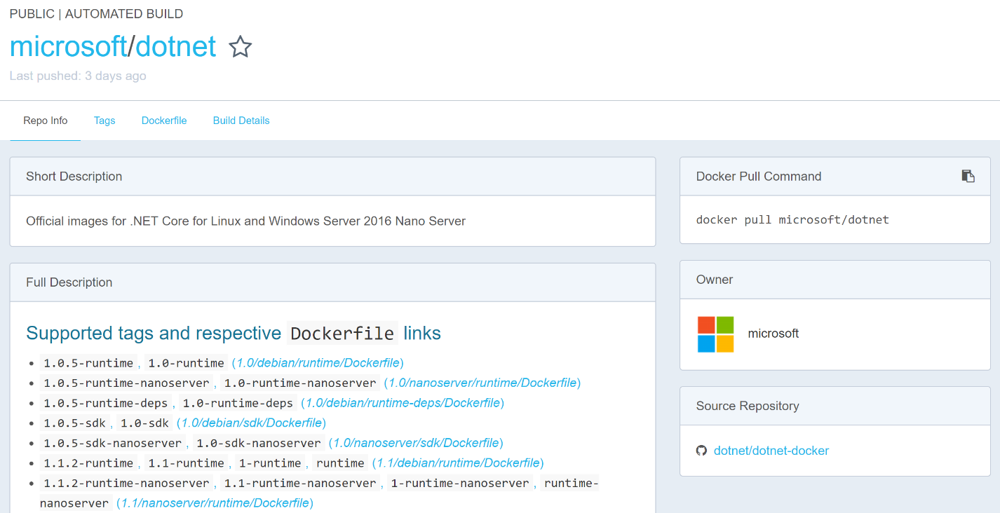 PUBLIC | AUTOMATED BUILD
microsoft/dotnet
Last pushed: 3 days ago
Repo Info Tags Dockerfile Build Details
Short Description
Official images for .NET Core for Linux and Windows Server 2016 Nano Server
Full Description
Supported tags and respective Dockerfile links
• 1.0.5-runtime, 1.0-runtime (1.0/debian/runtime/Dockerfile)
• 1.0.5-runtime-nanoserver, 1.0-runtime-nanoserver (1.0/nanoserver/runtime/Dockerfile)
• 1.0.5-runtime-deps, 1.0-runtime-deps (1.0/debian/runtime-deps/Dockerfile)
• 1.0.5-sdk, 1.0-sdk (1.0/debian/sdk/Dockerfile)
• 1.0.5-sdk-nanoserver, 1.0-sdk-nanoserver (1.0/nanoserver/sdk/Dockerfile)
• 1.1.2-runtime, 1.1-runtime, 1-runtime, runtime (1.1/debian/runtime/Dockerfile)
• 1.1.2-runtime-nanoserver, 1.1-runtime-nanoserver, 1-runtime-nanoserver, runtime-
nanoserver (1.1/nanoserver/runtime/Dockerfile)
Docker Pull Command
docker pull microsoft/dotnet
Owner
microsoft
Source Repository
dotnet/dotnet-docker